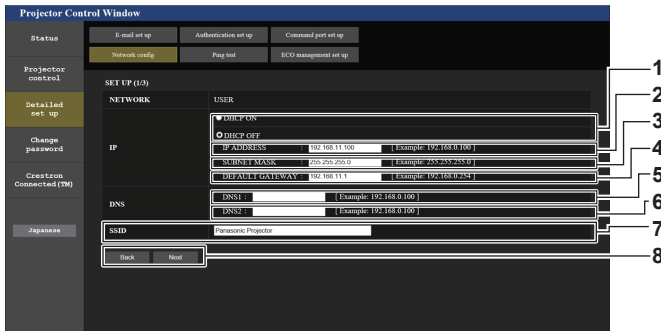 Projector Control Window
Status
E-mail set up
Authentication set up
Command port set up
Network config
Ping test
ECO management set up
Projector
control
Detailed
set up
Change
password
Crestron
Connected(TM)
Japanese
SET UP (1/3)
NETWORK USER
IP
DHCP ON
DHCP OFF
IP ADDRESS : 192.168.11.100 [ Example: 192.168.0.100 ]
SUBNET MASK : 255.255.255.0 [ Example: 255.255.255.0 ]
DEFAULT GATEWAY : 192.168.11.1 [ Example: 192.168.0.254 ]
DNS
DNS1 : [ Example: 192.168.0.100 ]
DNS2 : [ Example: 192.168.0.100 ]
SSID Panasonic Projector
Back Next
1
2
3
4
5
6
7
8